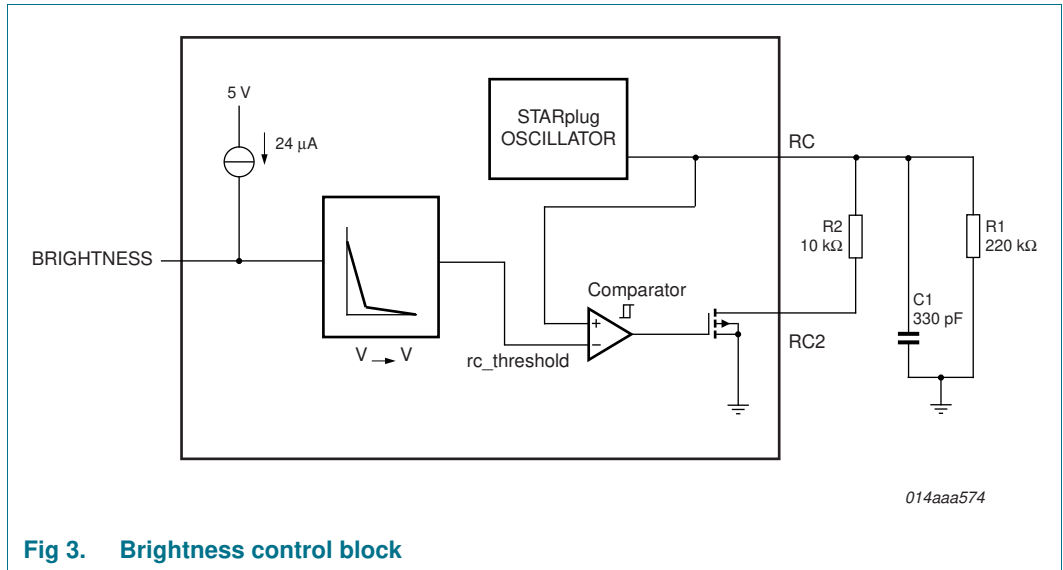 5 V
24 μA
STARplug
OSCILLATOR
RC
BRIGHTNESS
R2
10 kΩ
R1
220 kΩ
C1
330 pF
Comparator
+
−
V → V
rc_threshold
RC2
014aaa574
Fig 3. Brightness control block